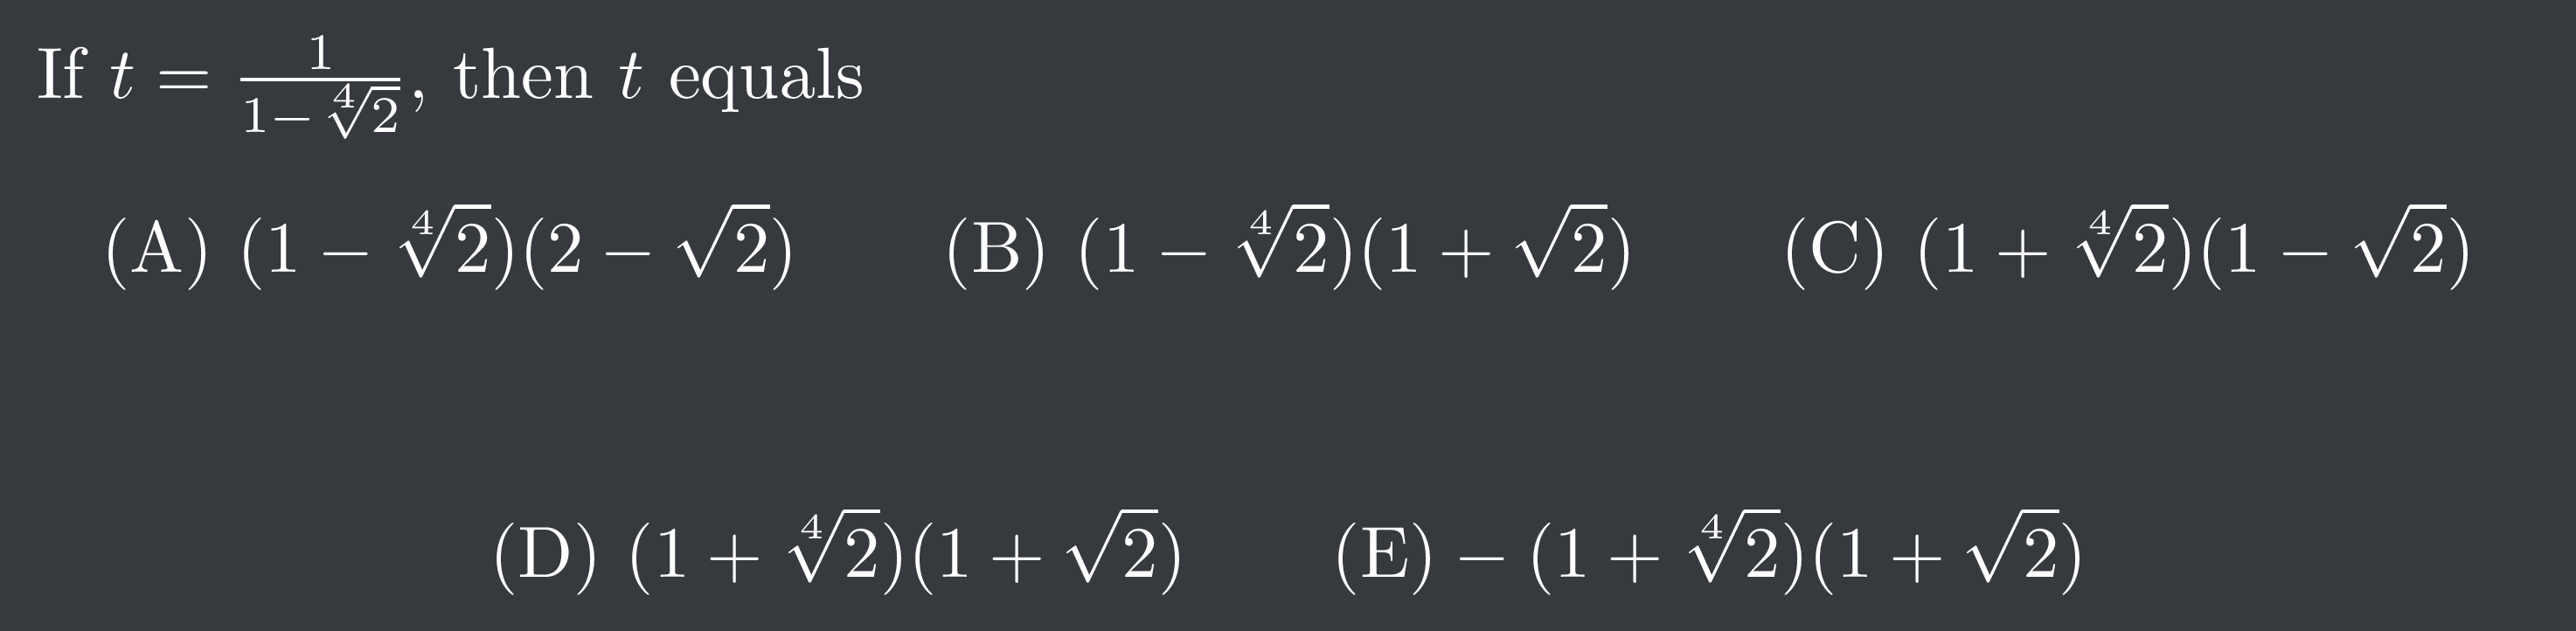 If $t = \frac{1}{1 - \sqrt[4]{2}}$, then $t$ equals
(A) $(1 - \sqrt[4]{2})(2 - \sqrt{2})$ (B) $(1 - \sqrt[4]{2})(1 + \sqrt{2})$ (C) $(1 + \sqrt[4]{2})(1 - \sqrt{2})$
(D) $(1 + \sqrt[4]{2})(1 + \sqrt{2})$ (E) $-(1 + \sqrt[4]{2})(1 + \sqrt{2})$